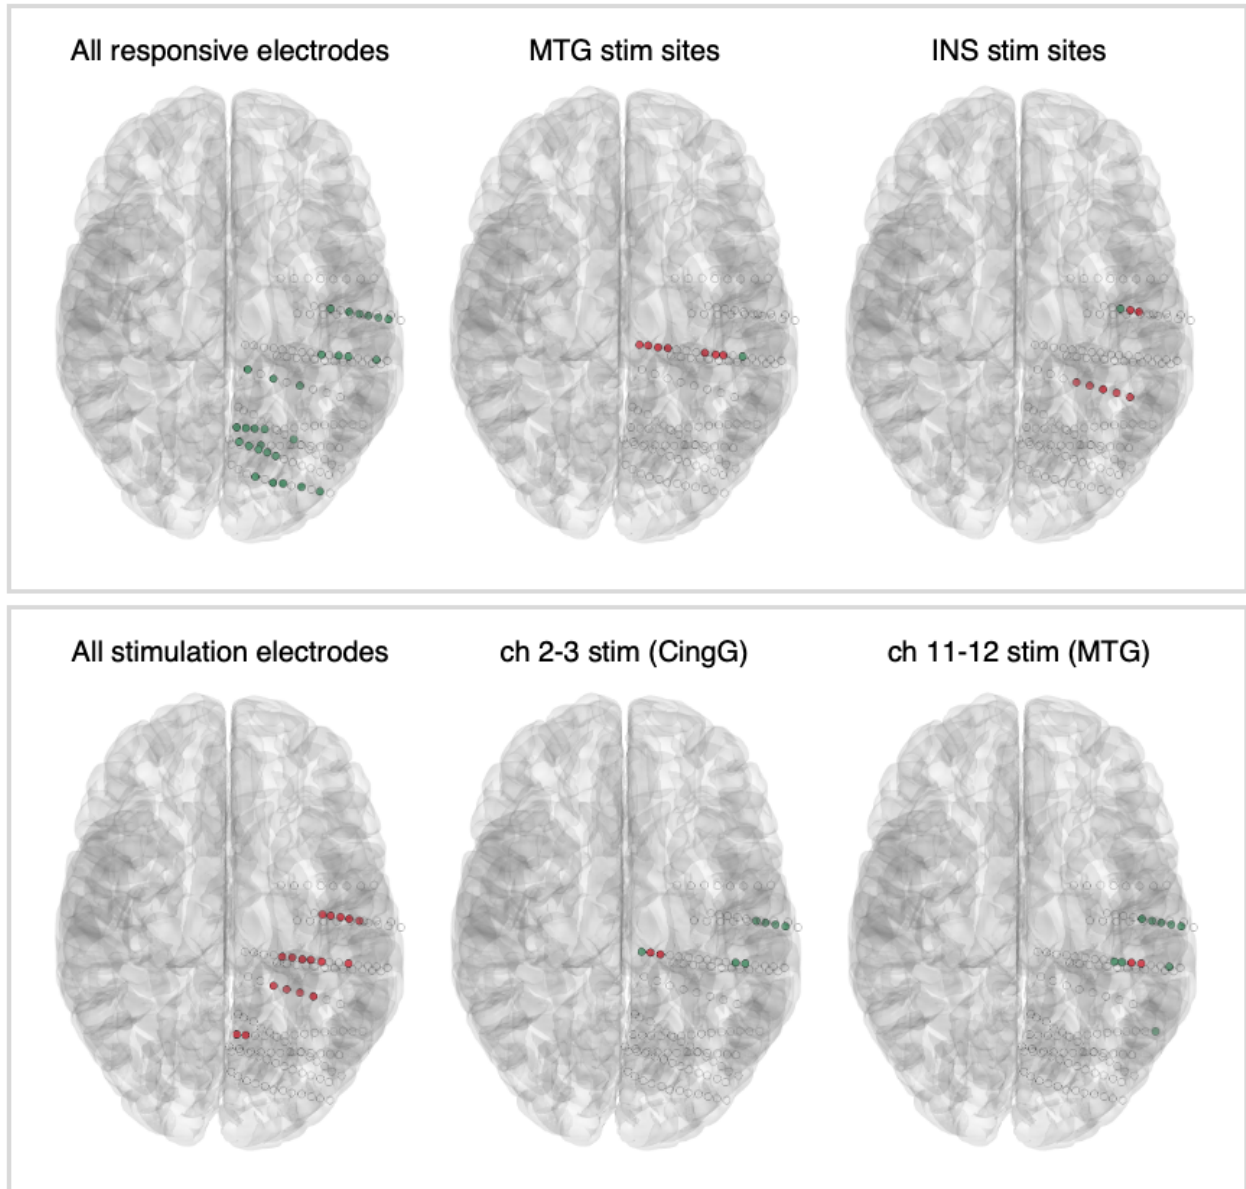 All responsive electrodes
MTG stim sites
INS stim sites
All stimulation electrodes
ch 2-3 stim (CingG)
ch 11-12 stim (MTG)